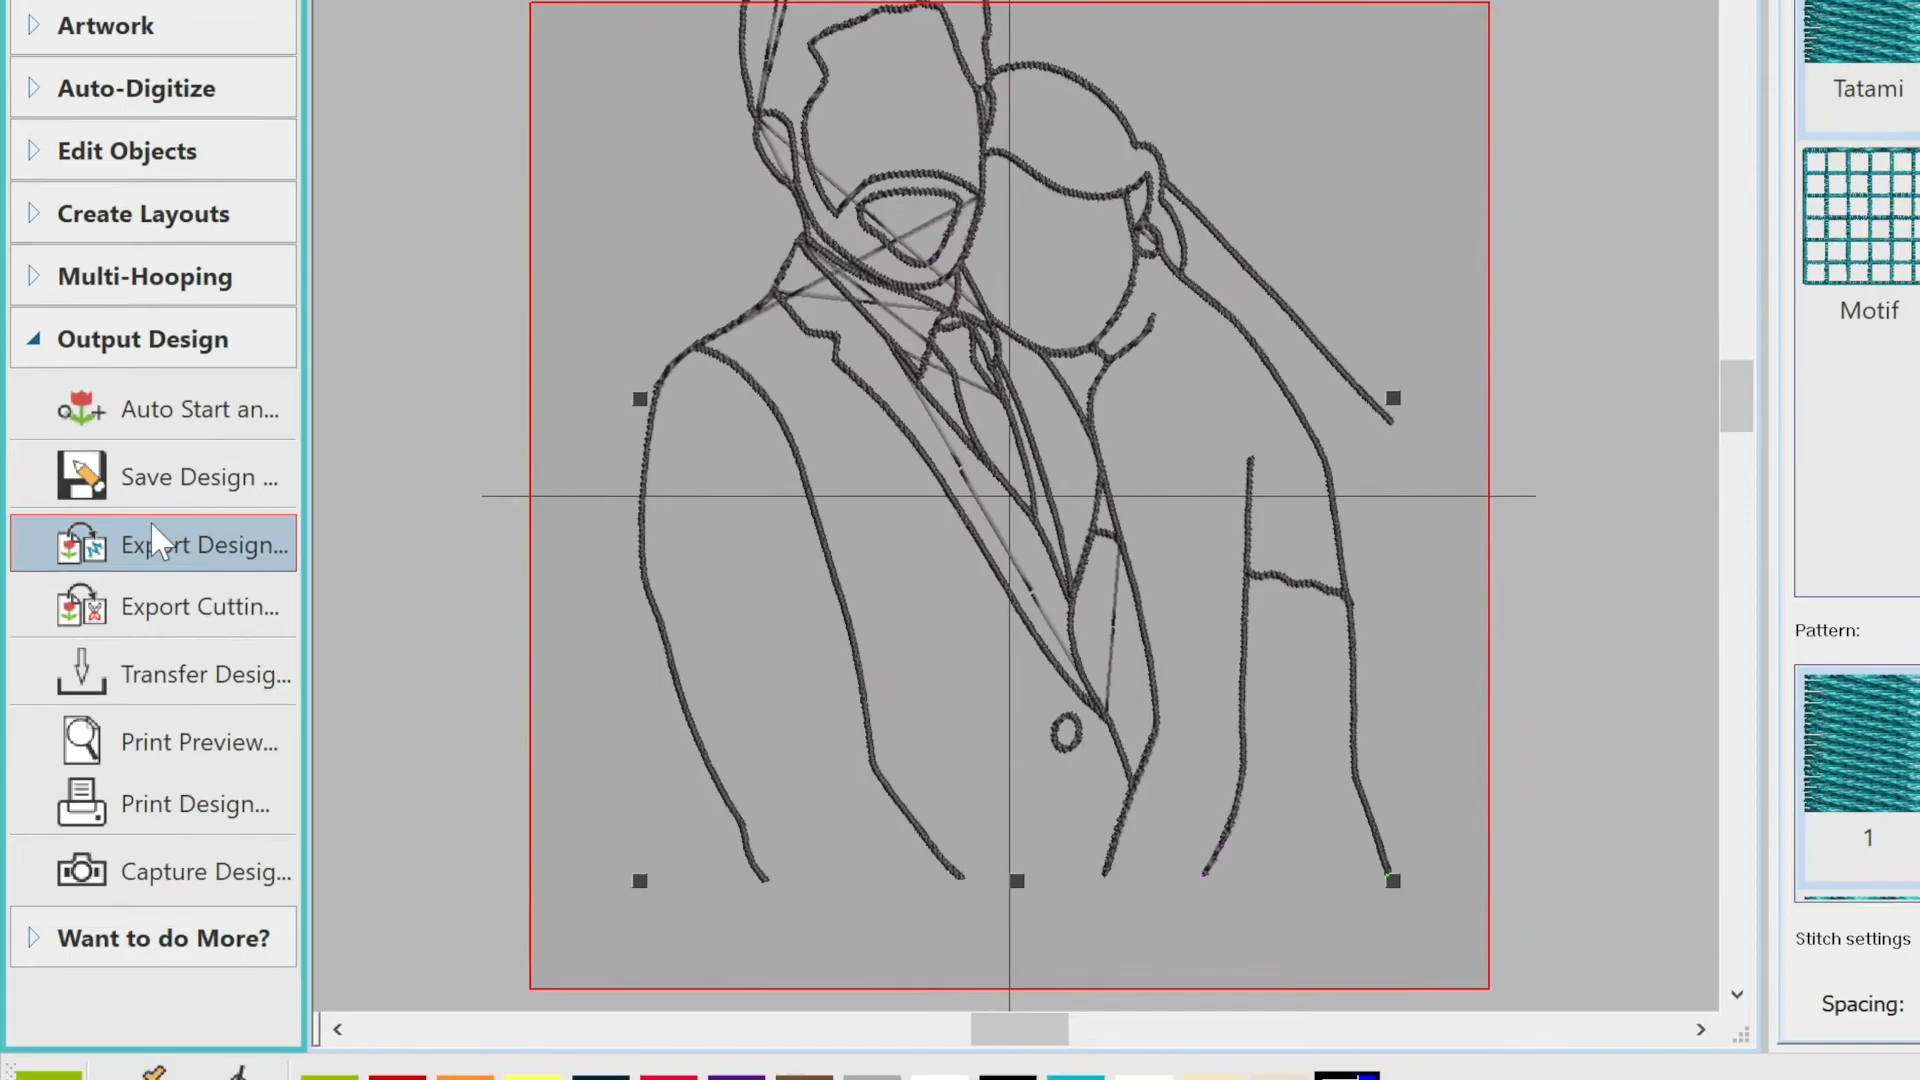 Artwork
Auto-Digitize
Edit Objects
Create Layouts
Multi-Hooping
Output Design
Auto Start an...
Save Design ...
Export Design...
Export Cuttin...
Transfer Desig...
Print Preview...
Print Design...
Capture Desig...
Want to do More?
Tatami
Motif
Pattern:
1
Stitch settings
Spacing: